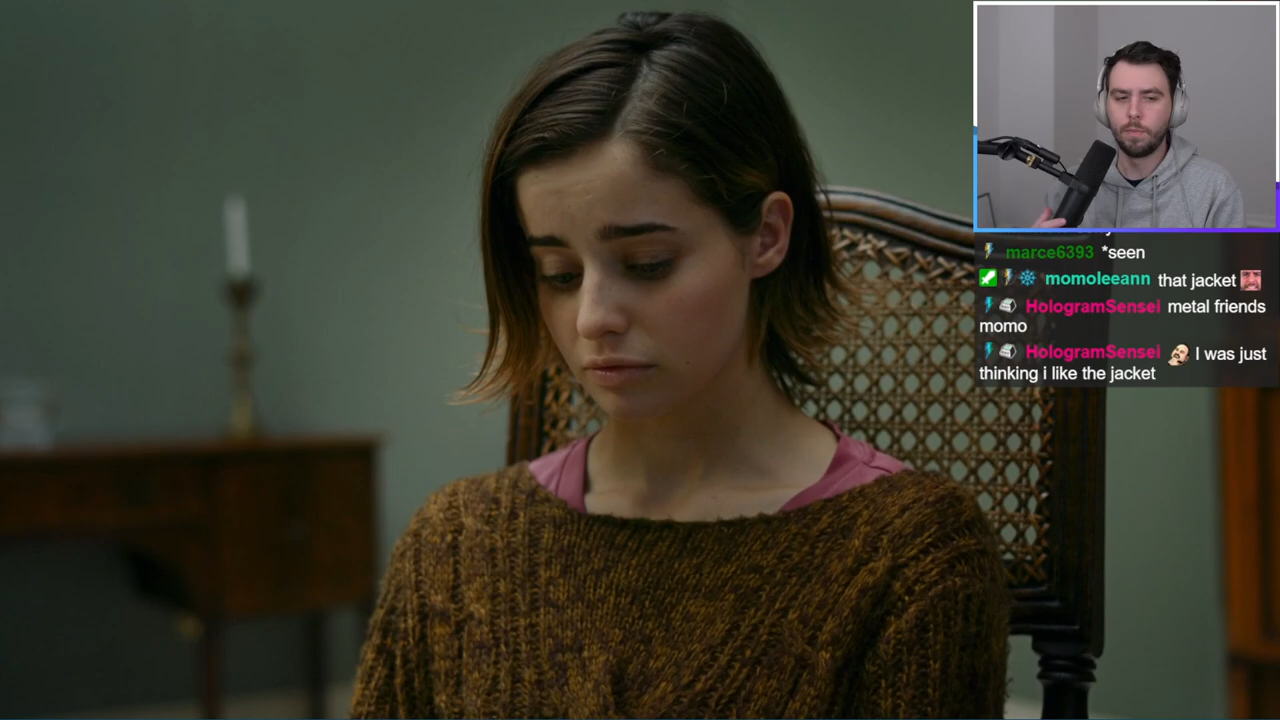 marce6393 *seen
momoleeann that jacket
HologramSensei metal friends
momo
HologramSensei I was just
thinking i like the jacket